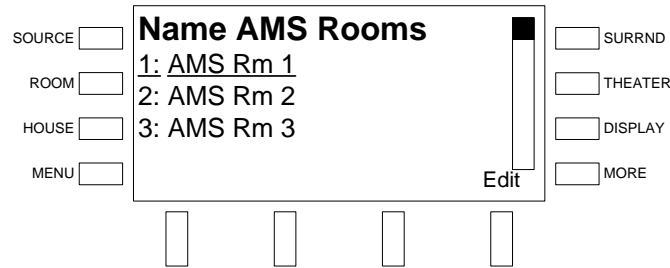 Name AMS Rooms
SOURCE
SURRND
1: AMS Rm 1
ROOM
THEATER
2: AMS Rm 2
HOUSE
3: AMS Rm 3
DISPLAY
MENU
Edit
MORE